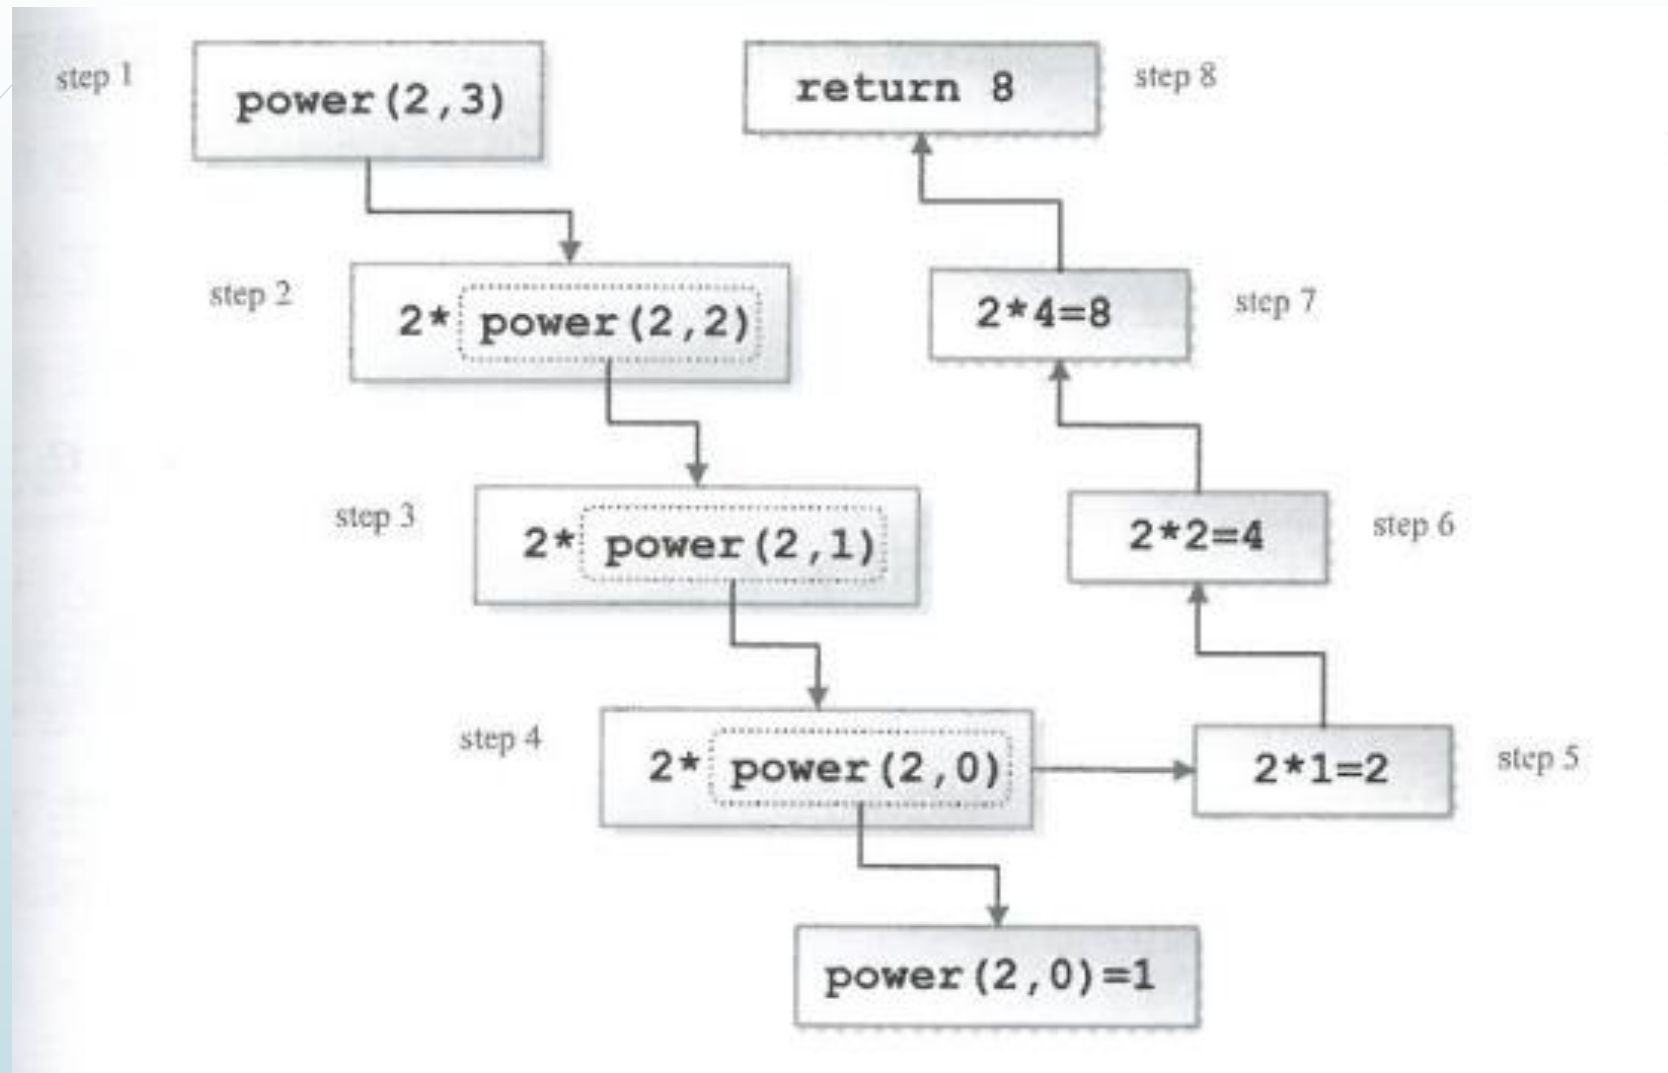 step 1
power(2,3)
step 2
2* power(2,2)
step 3
2* power(2,1)
step 4
2* power(2,0)
power(2,0)=1
2*1=2
step 5
2*2=4
step 6
2*4=8
step 7
return 8
step 8